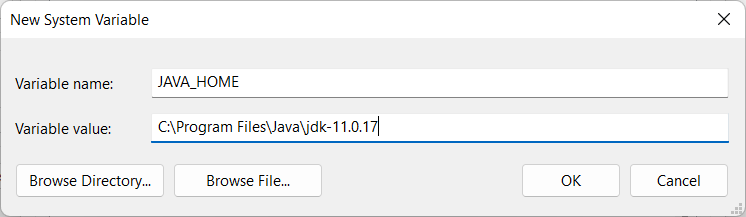 New System Variable
Variable name: JAVA_HOME
Variable value: C:\Program Files\Java\jdk-11.0.17
Browse Directory... Browse File... OK Cancel